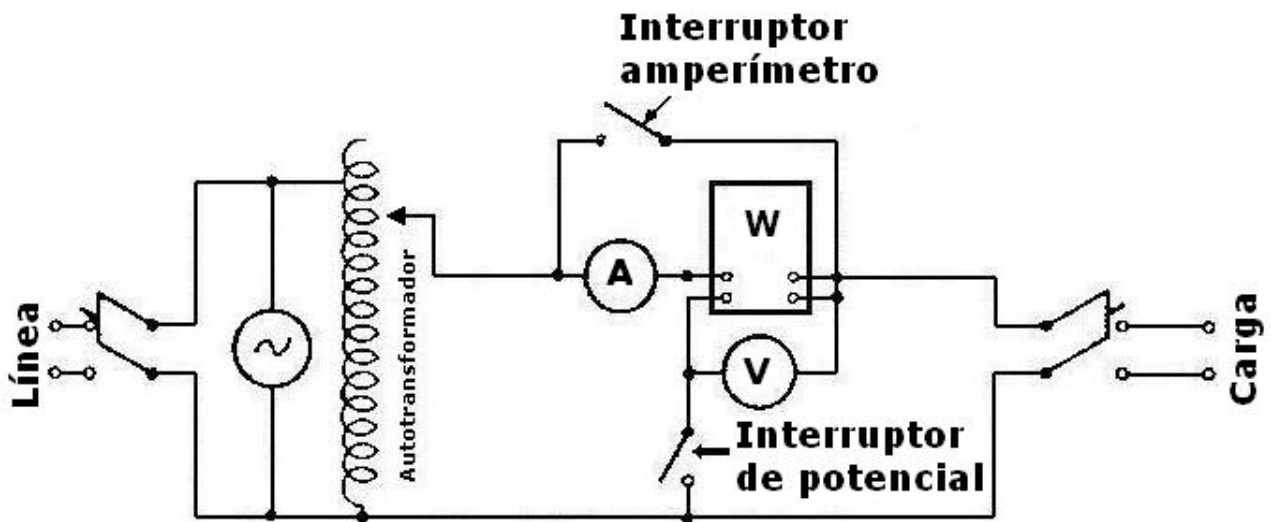 Interruptor
amperímetro
W
A
Autotransformador
Línea
V
Carga
Interruptor
de potencial